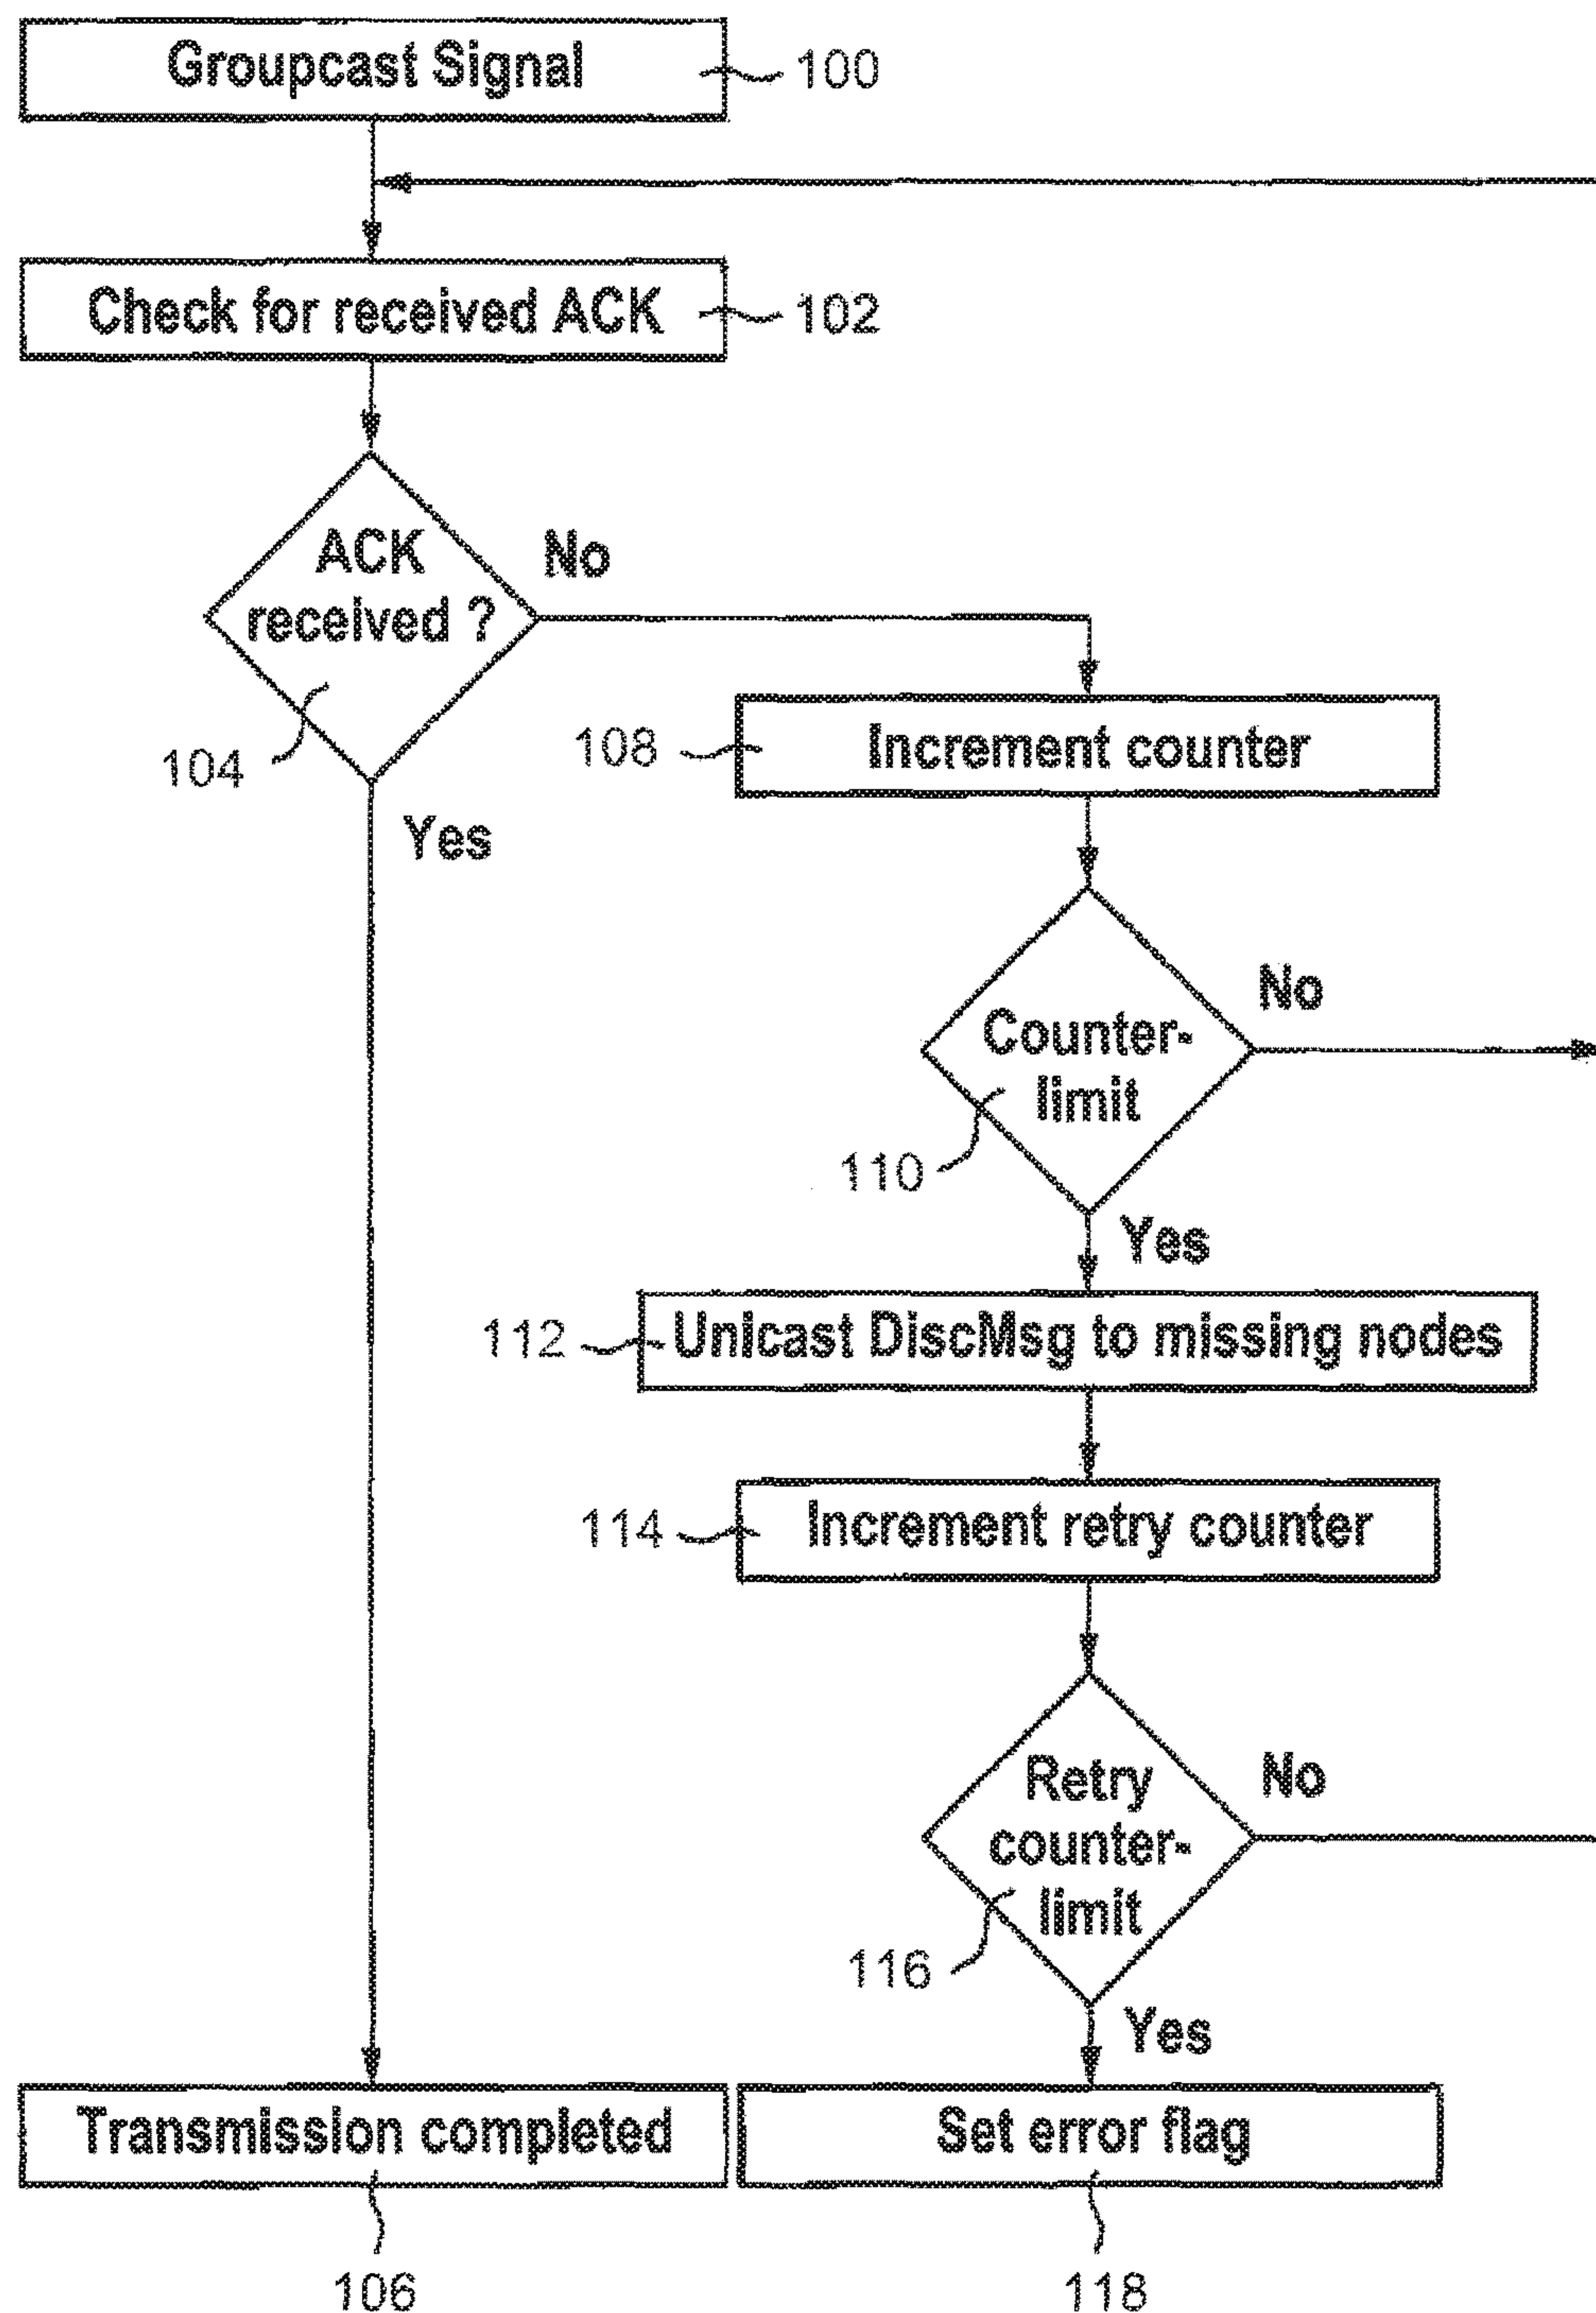 Groupcast Signal
100
Check for received ACK
102
ACK
received ?
No
104
Yes
108
Increment counter
Counter-
limit
No
110
Yes
112
Unicast DiscMsg to missing nodes
114
Increment retry counter
Retry
counter-
limit
No
116
Yes
Transmission completed
Set error flag
106
118